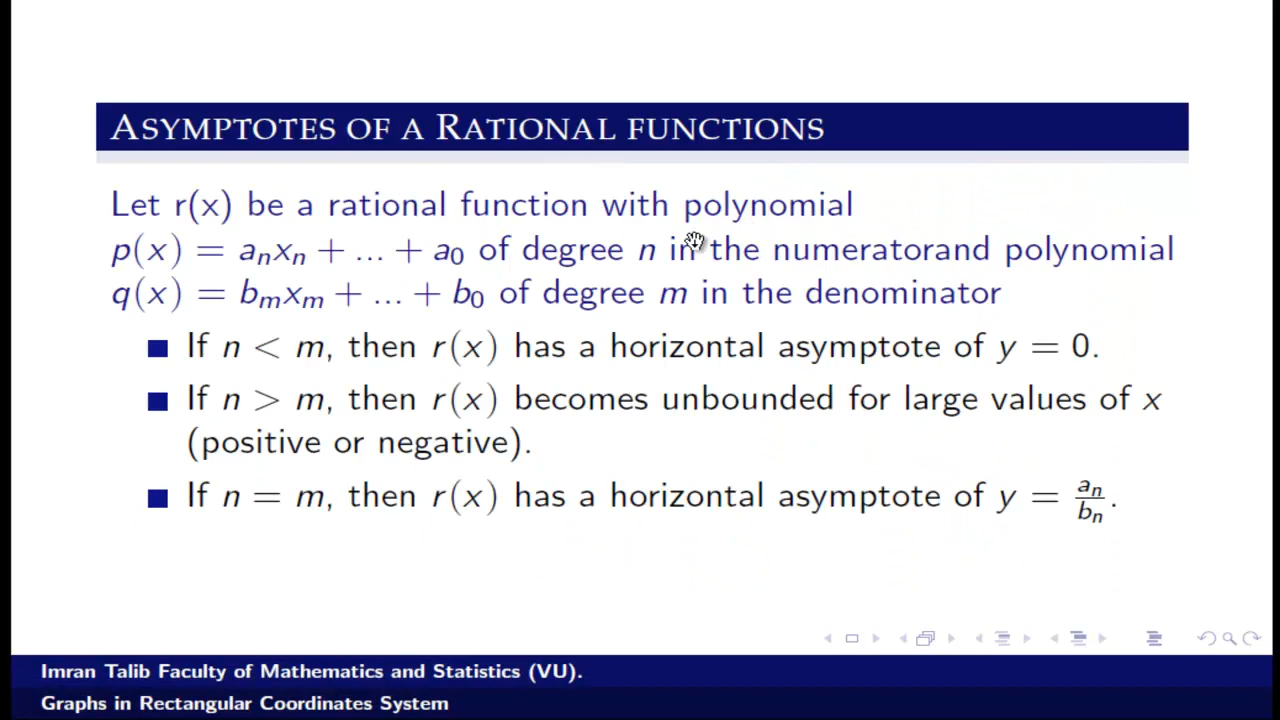 ASYMPTOTES OF A RATIONAL FUNCTIONS
Let r(x) be a rational function with polynomial
p(x) = aₙxₙ + ... + a₀ of degree n in the numeratorand polynomial
q(x) = bₘxₘ + ... + b₀ of degree m in the denominator
If n < m, then r(x) has a horizontal asymptote of y = 0.
If n > m, then r(x) becomes unbounded for large values of x
(positive or negative).
If n = m, then r(x) has a horizontal asymptote of y = aₙ/bₙ.
Imran Talib Faculty of Mathematics and Statistics (VU).
Graphs in Rectangular Coordinates System